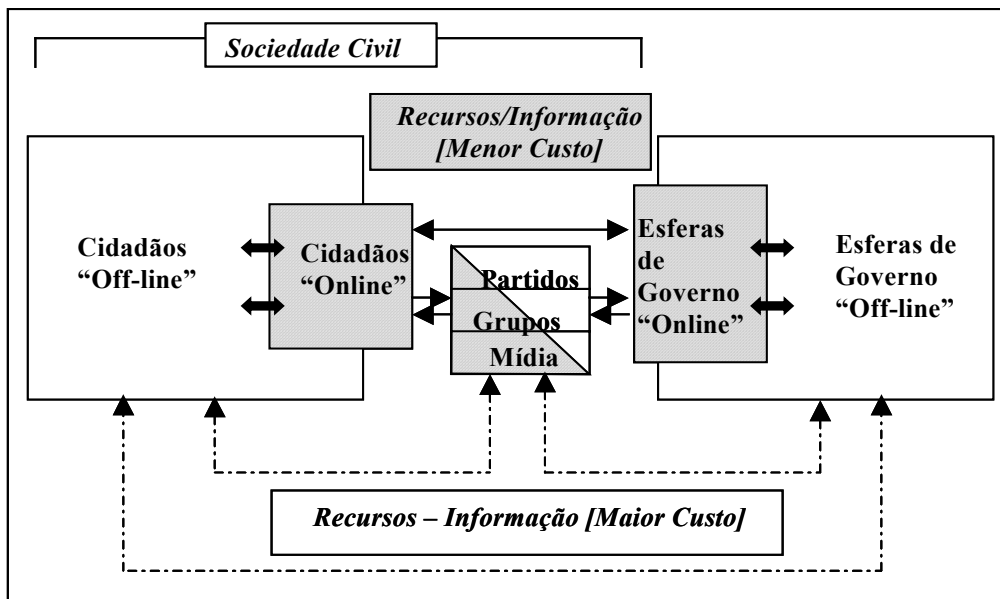 Sociedade Civil
Recursos/Informação
[Menor Custo]
Cidadãos
“Off-line”
Cidadãos
“Online”
Partidos
Grupos
Mídia
Esferas
de
Governo
“Online”
Esferas de
Governo
“Off-line”
Recursos – Informação [Maior Custo]